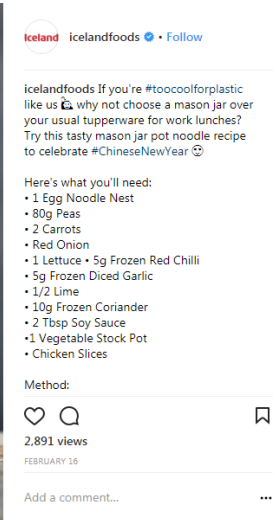 Iceland
icelandfoods • Follow
icelandfoods If you're #toocoolforplastic
like us why not choose a mason jar over
your usual tupperware for work lunches?
Try this tasty mason jar pot noodle recipe
to celebrate #ChineseNewYear
Here's what you'll need:
• 1 Egg Noodle Nest
• 80g Peas
• 2 Carrots
• Red Onion
• 1 Lettuce • 5g Frozen Red Chilli
• 5g Frozen Diced Garlic
• 1/2 Lime
• 10g Frozen Coriander
• 2 Tbsp Soy Sauce
•1 Vegetable Stock Pot
• Chicken Slices
Method:
2,891 views
FEBRUARY 16
Add a comment...